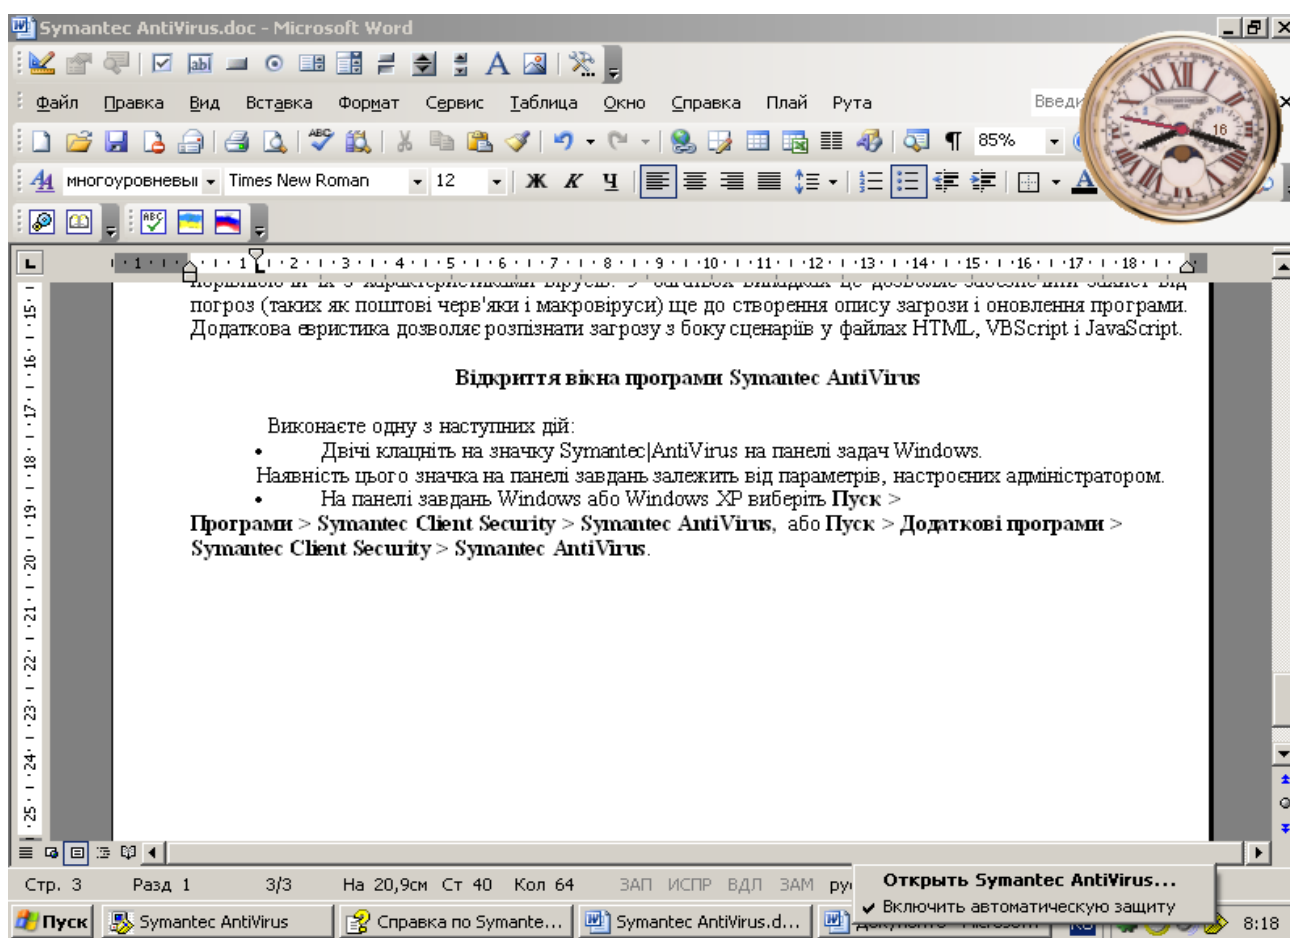 Symantec AntiVirus.doc - Microsoft Word
Файл Правка Вид Вставка Формат Сервис Таблица Окно Справка Плай Рута
85%
многоуровневы Times New Roman 12 Ж К Ч
погроз (таких як поштові черв'яки і макровіруси) ще до створення опису загрози і оновлення програми.
Додаткова евристика дозволяє розпізнати загрозу з боку сценаріїв у файлах HTML, VBScript і JavaScript.
Відкриття вікна програми Symantec AntiVirus
Виконаєте одну з наступних дій:
• Двічі клацніть на значку Symantec|AntiVirus на панелі задач Windows.
Наявність цього значка на панелі завдань залежить від параметрів, настроєних адміністратором.
• На панелі завдань Windows або Windows XP виберіть Пуск >
Програми > Symantec Client Security > Symantec AntiVirus, або Пуск > Додаткові програми >
Symantec Client Security > Symantec AntiVirus.
Стр. 3 Разд 1 3/3 На 20,9см Ст 40 Кол 64 ЗАП ИСПР ВДЛ ЗАМ
Открыть Symantec AntiVirus...
Включить автоматическую защиту
Пуск Symantec AntiVirus Справка по Symante... Symantec AntiVirus.d... 8:18